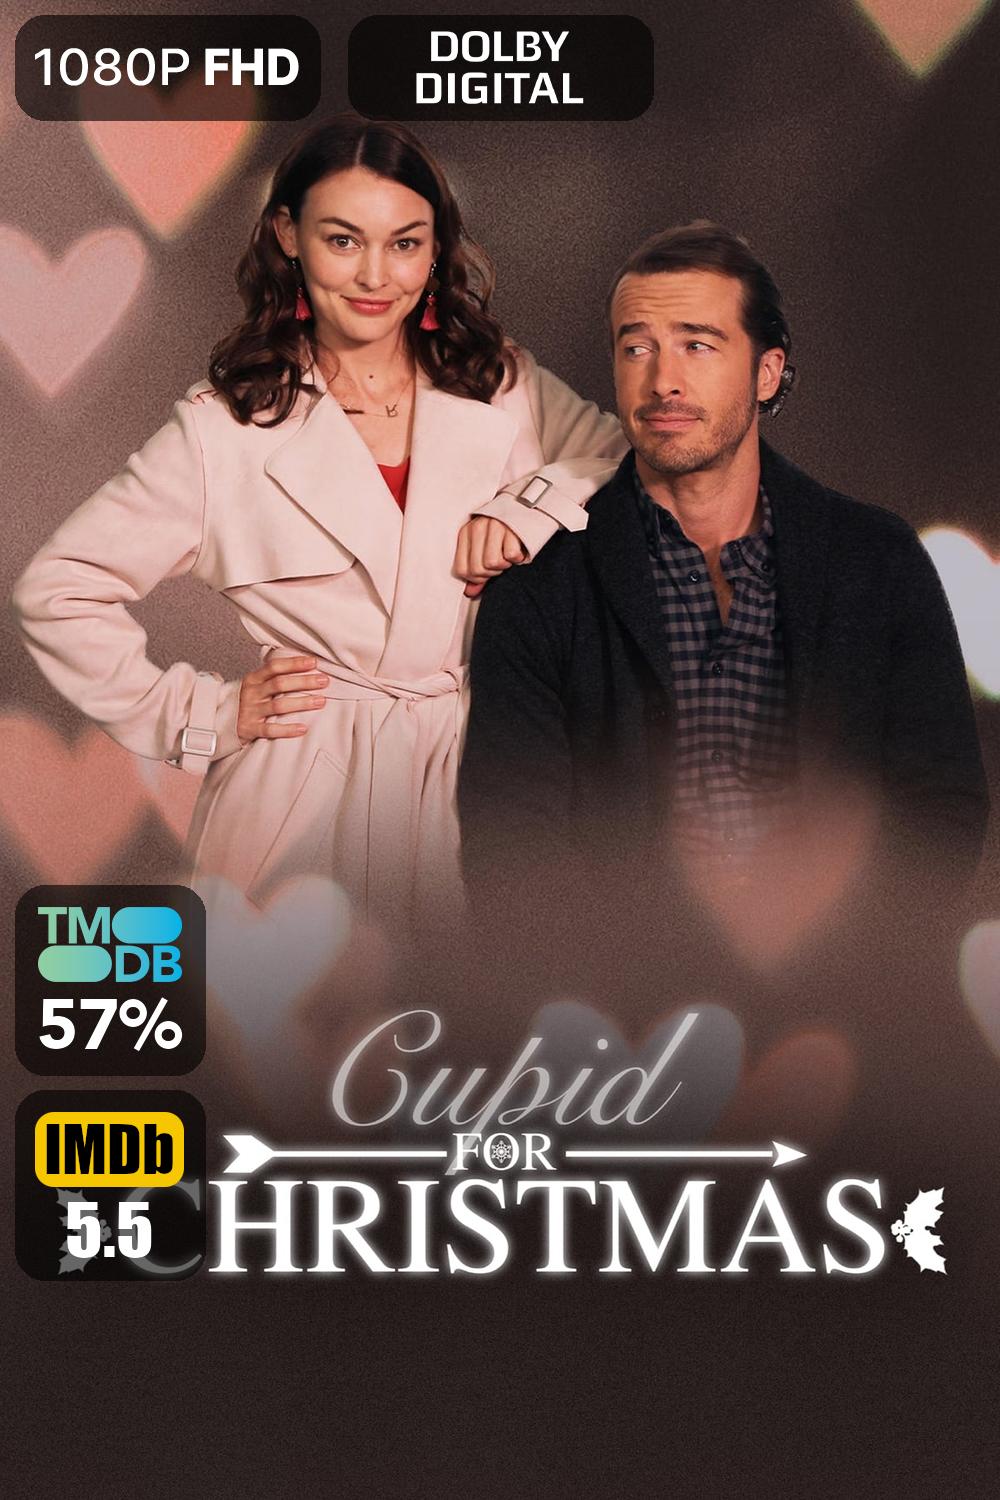 1080P FHD
DOLBY
DIGITAL
TM
DB
57%
Cupid
FOR
CHRISTMAS
IMDb
5.5